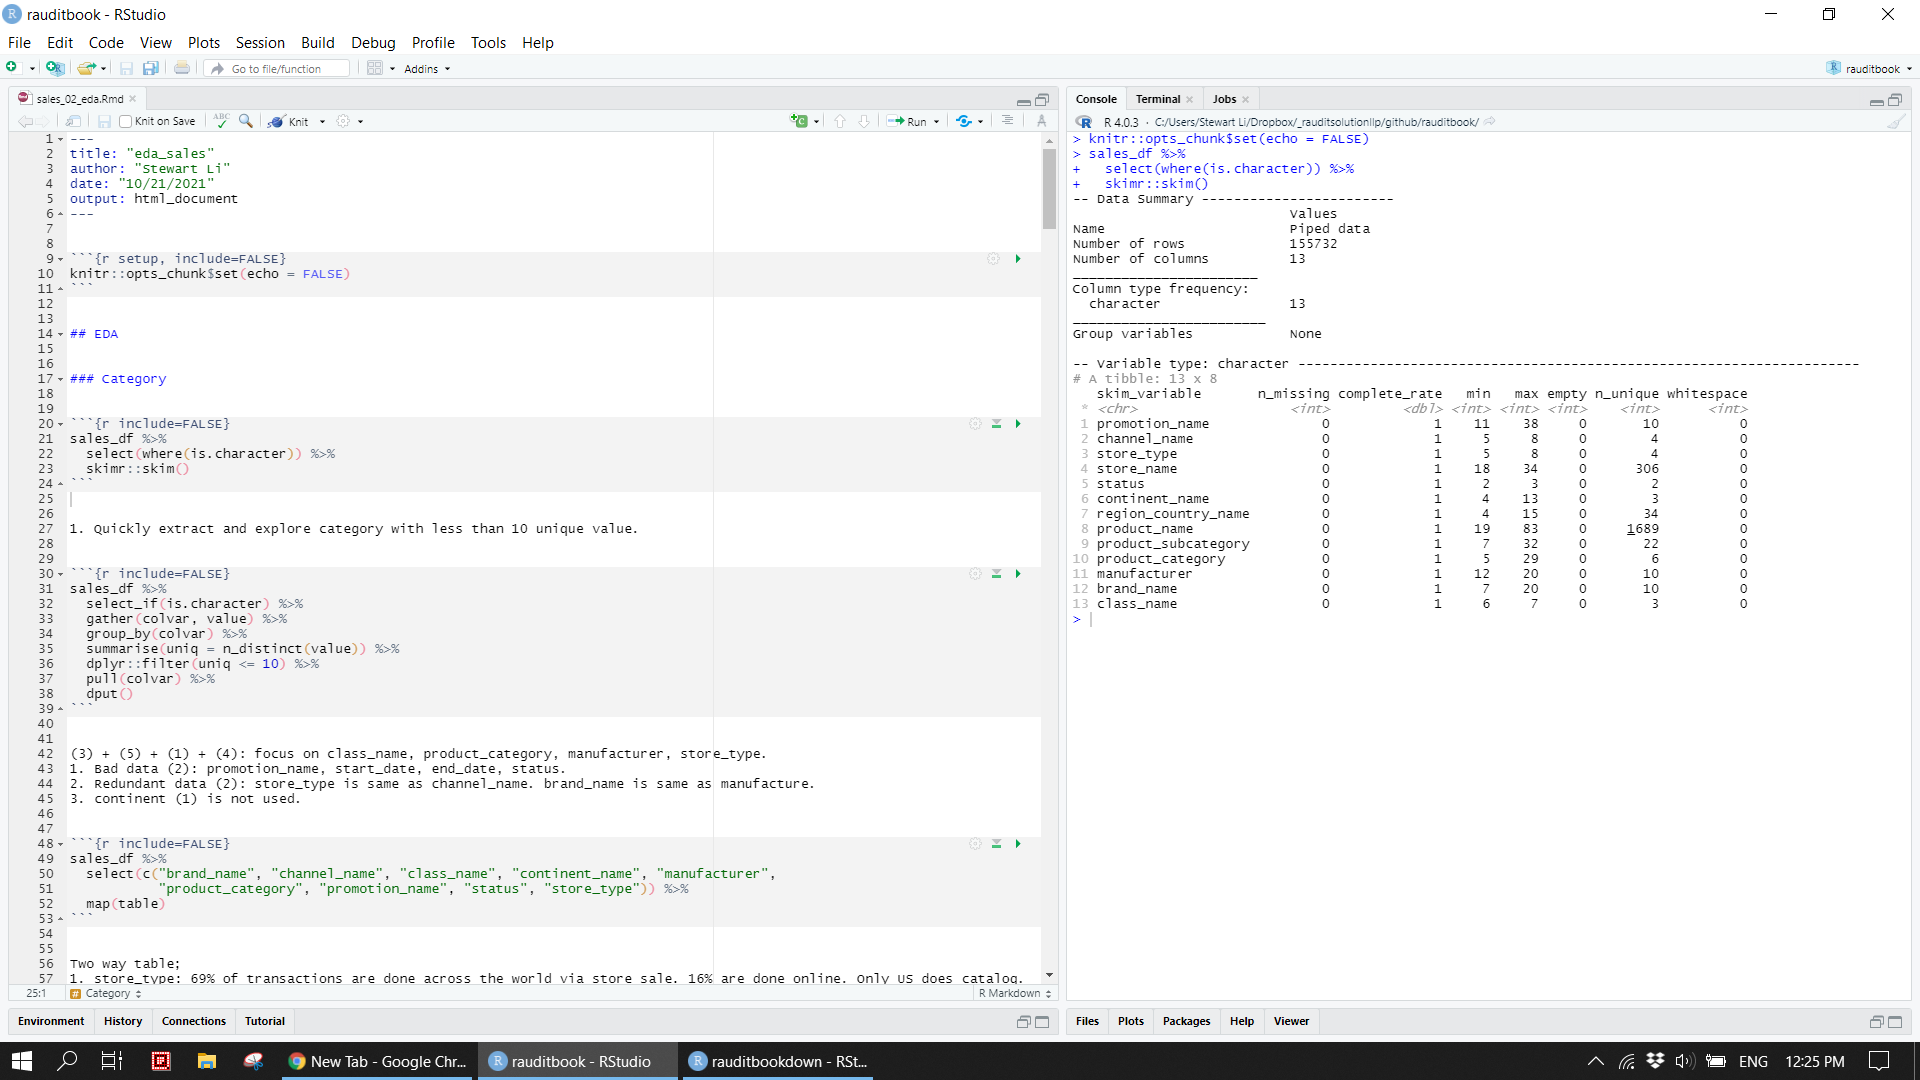 rauditbook - RStudio
File Edit Code View Plots Session Build Debug Profile Tools Help
Go to file/function Addins rauditbook
sales_02_eda.Rmd
Knit on Save ABC Knit Run
1 ---
2 title: "eda_sales"
3 author: "Stewart Li"
4 date: "10/21/2021"
5 output: html_document
6 ---
7
8
9 ```{r setup, include=FALSE}
10 knitr::opts_chunk$set(echo = FALSE)
11 ```
12
13
14 ## EDA
15
16
17 ### Category
18
19
20 ```{r include=FALSE}
21 sales_df %>%
22 select(where(is.character)) %>%
23 skimr::skim()
24 ```
25
26
27 1. Quickly extract and explore category with less than 10 unique value.
28
29
30 ```{r include=FALSE}
31 sales_df %>%
32 select_if(is.character) %>%
33 gather(colvar, value) %>%
34 group_by(colvar) %>%
35 summarise(uniq = n_distinct(value)) %>%
36 dplyr::filter(uniq <= 10) %>%
37 pull(colvar) %>%
38 dput()
39 ```
40
41
42 (3) + (5) + (1) + (4): focus on class_name, product_category, manufacturer, store_type.
43 1. Bad data (2): promotion_name, start_date, end_date, status.
44 2. Redundant data (2): store_type is same as channel_name. brand_name is same as manufacture.
45 3. continent (1) is not used.
46
47
48 ```{r include=FALSE}
49 sales_df %>%
50 select(c("brand_name", "channel_name", "class_name", "continent_name", "manufacturer",
51 "product_category", "promotion_name", "status", "store_type")) %>%
52 map(table)
53 ```
54
55
56 Two way table;
57 1. store_type: 69% of transactions are done across the world via store sale. 16% are done online. Only US does catalog.
25:1 Category R Markdown
Environment History Connections Tutorial
Console Terminal Jobs
R 4.0.3 · C:/Users/Stewart Li/Dropbox/_rauditsolutionllp/github/rauditbook/
> knitr::opts_chunk$set(echo = FALSE)
> sales_df %>%
+ select(where(is.character)) %>%
+ skimr::skim()
-- Data Summary ------------------------
Values
Name Piped data
Number of rows 155732
Number of columns 13
_______________________
Column type frequency:
character 13
________________________
Group variables None
-- Variable type: character ----------------------------------------------------------------------
# A tibble: 13 x 8
skim_variable n_missing complete_rate min max empty n_unique whitespace
* <chr> <int> <dbl> <int> <int> <int> <int> <int>
1 promotion_name 0 1 11 38 0 10 0
2 channel_name 0 1 5 8 0 4 0
3 store_type 0 1 5 8 0 4 0
4 store_name 0 1 18 34 0 306 0
5 status 0 1 2 3 0 2 0
6 continent_name 0 1 4 13 0 3 0
7 region_country_name 0 1 4 15 0 34 0
8 product_name 0 1 19 83 0 1689 0
9 product_subcategory 0 1 7 32 0 22 0
10 product_category 0 1 5 29 0 6 0
11 manufacturer 0 1 12 20 0 10 0
12 brand_name 0 1 7 20 0 10 0
13 class_name 0 1 6 7 0 3 0
>
Files Plots Packages Help Viewer
New Tab - Google Chr... rauditbook - RStudio rauditbookdown - RSt... ENG 12:25 PM